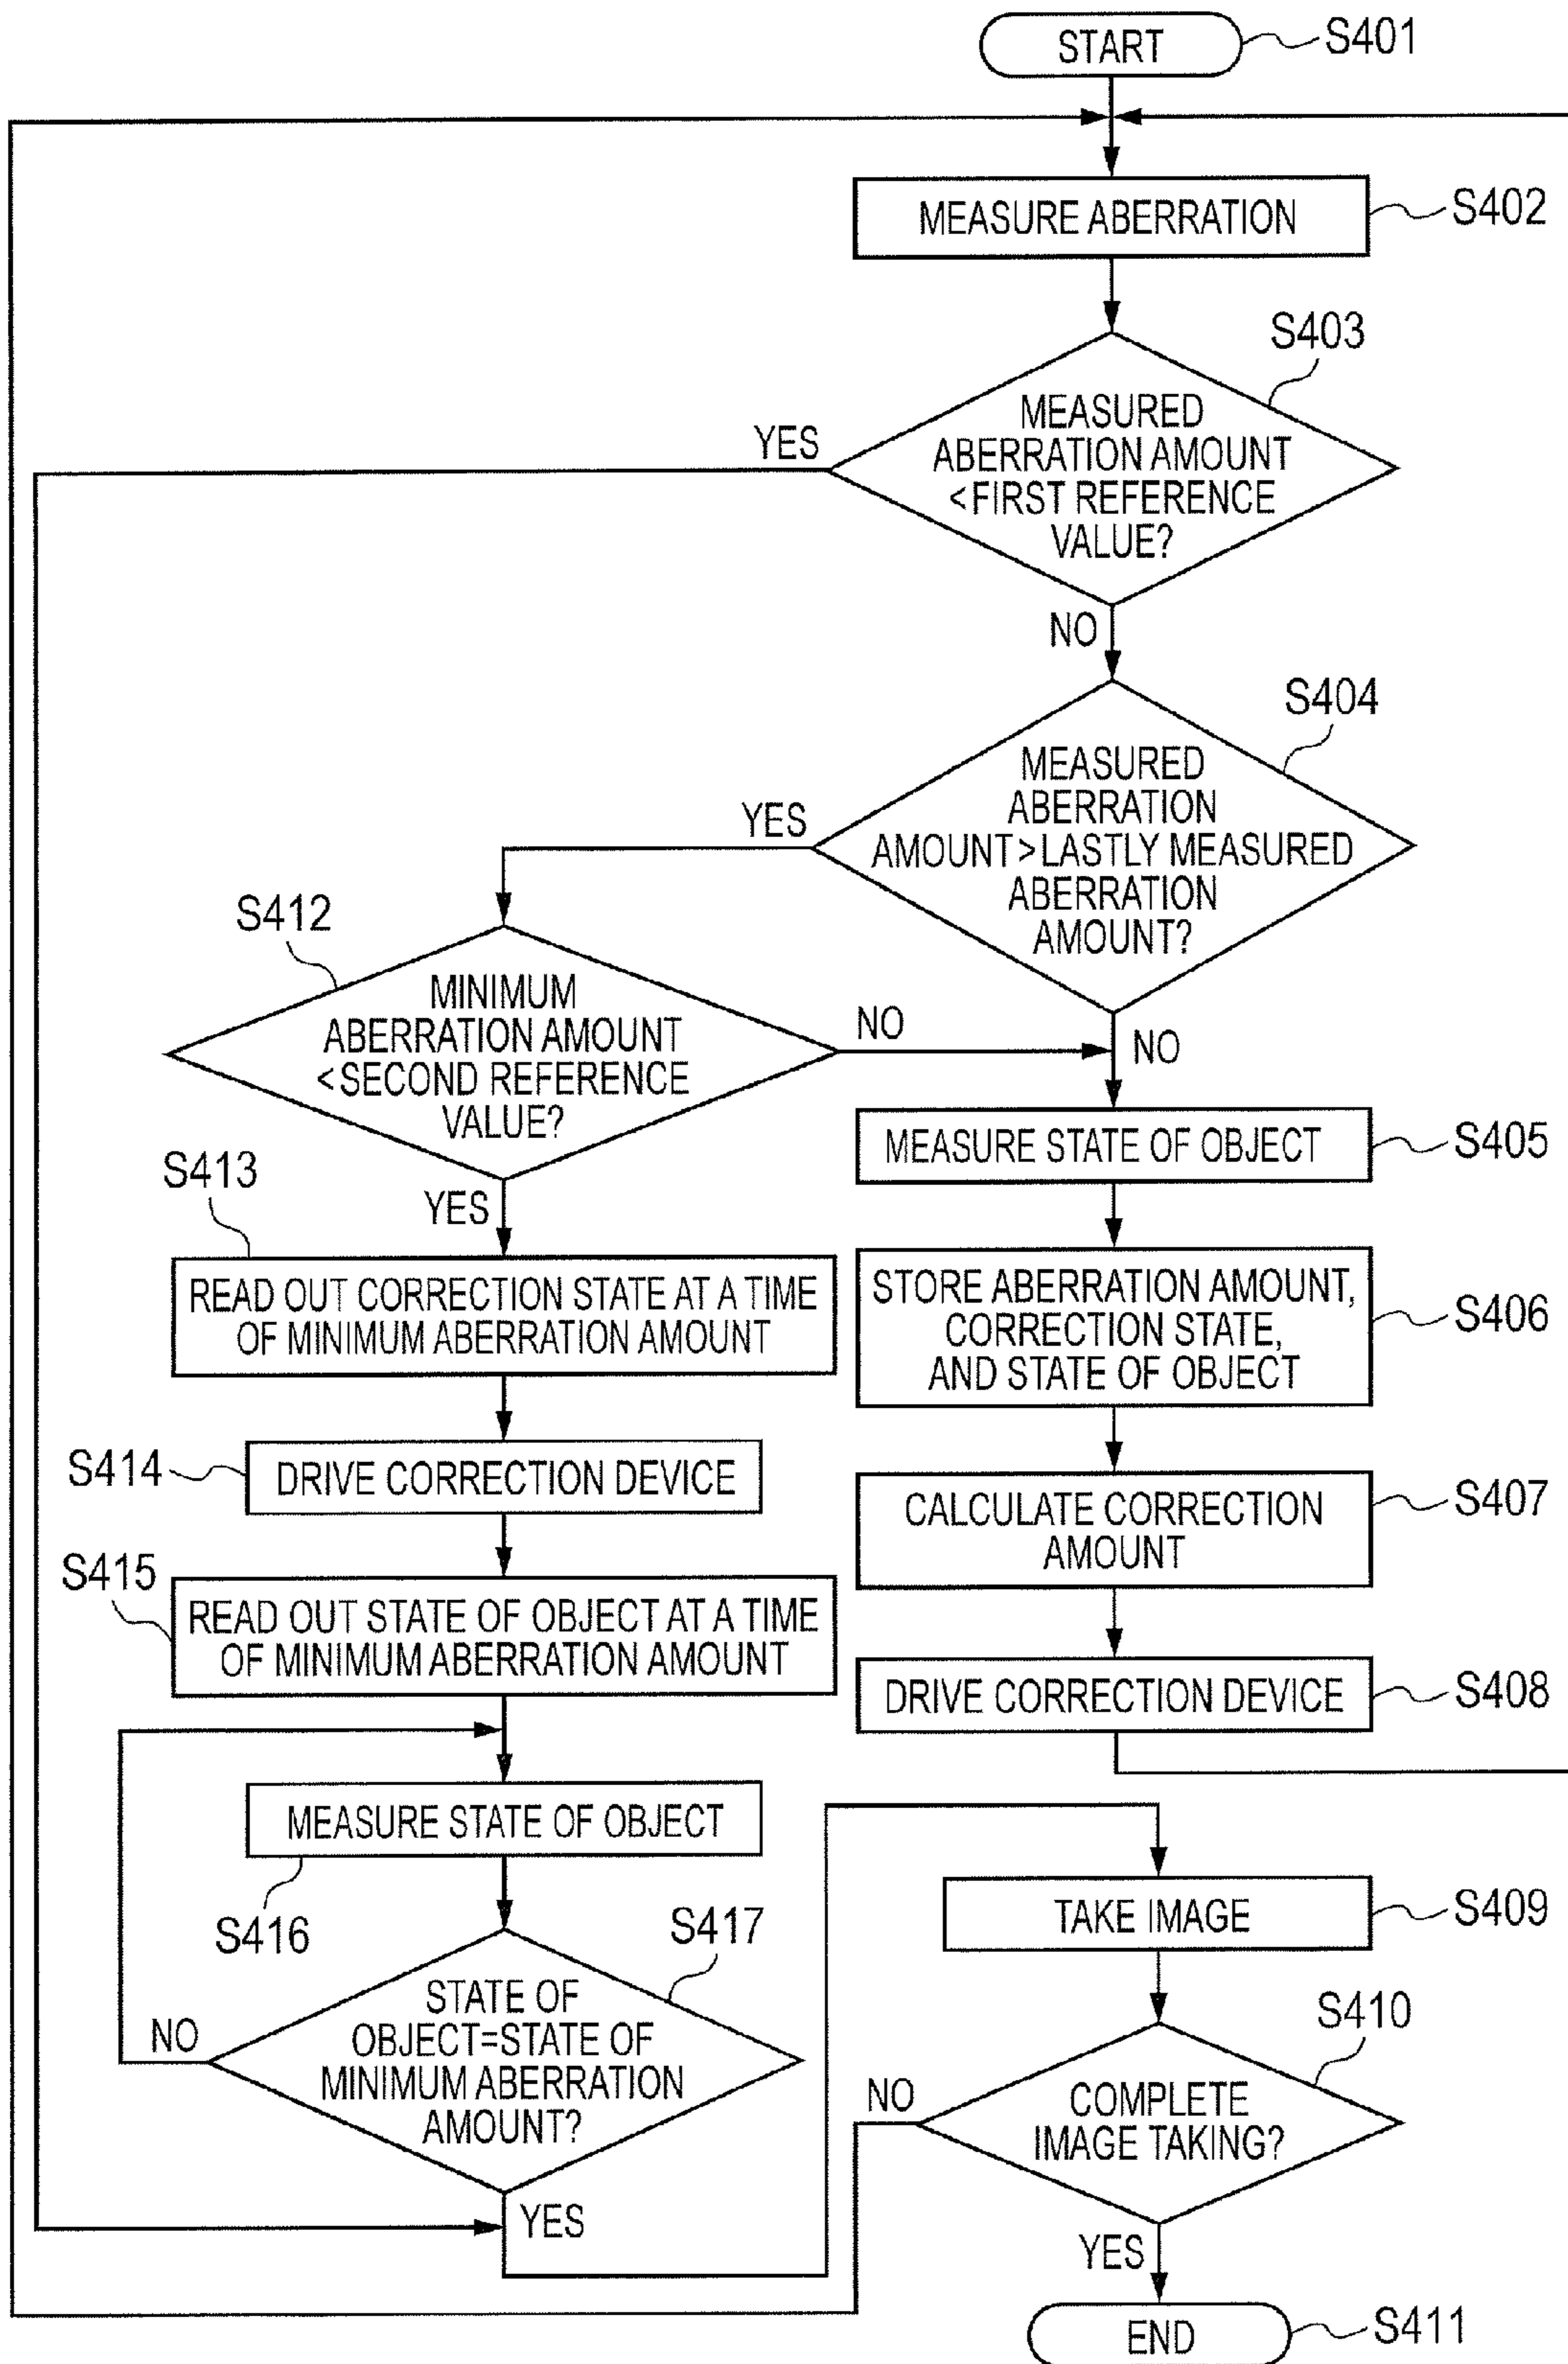 START
S401
MEASURE ABERRATION
S402
S403
MEASURED
ABERRATION AMOUNT
<FIRST REFERENCE
VALUE?
YES
NO
S404
MEASURED
ABERRATION
AMOUNT>LASTLY MEASURED
ABERRATION
AMOUNT?
YES
NO
S412
MINIMUM
ABERRATION AMOUNT
<SECOND REFERENCE
VALUE?
NO
YES
MEASURE STATE OF OBJECT
S405
S413
READ OUT CORRECTION STATE AT A TIME
OF MINIMUM ABERRATION AMOUNT
STORE ABERRATION AMOUNT,
CORRECTION STATE,
AND STATE OF OBJECT
S406
S414
DRIVE CORRECTION DEVICE
CALCULATE CORRECTION
AMOUNT
S407
S415
READ OUT STATE OF OBJECT AT A TIME
OF MINIMUM ABERRATION AMOUNT
DRIVE CORRECTION DEVICE
S408
MEASURE STATE OF OBJECT
S416
TAKE IMAGE
S409
S417
STATE OF
OBJECT=STATE OF
MINIMUM ABERRATION
AMOUNT?
NO
YES
S410
COMPLETE
IMAGE TAKING?
NO
YES
END
S411